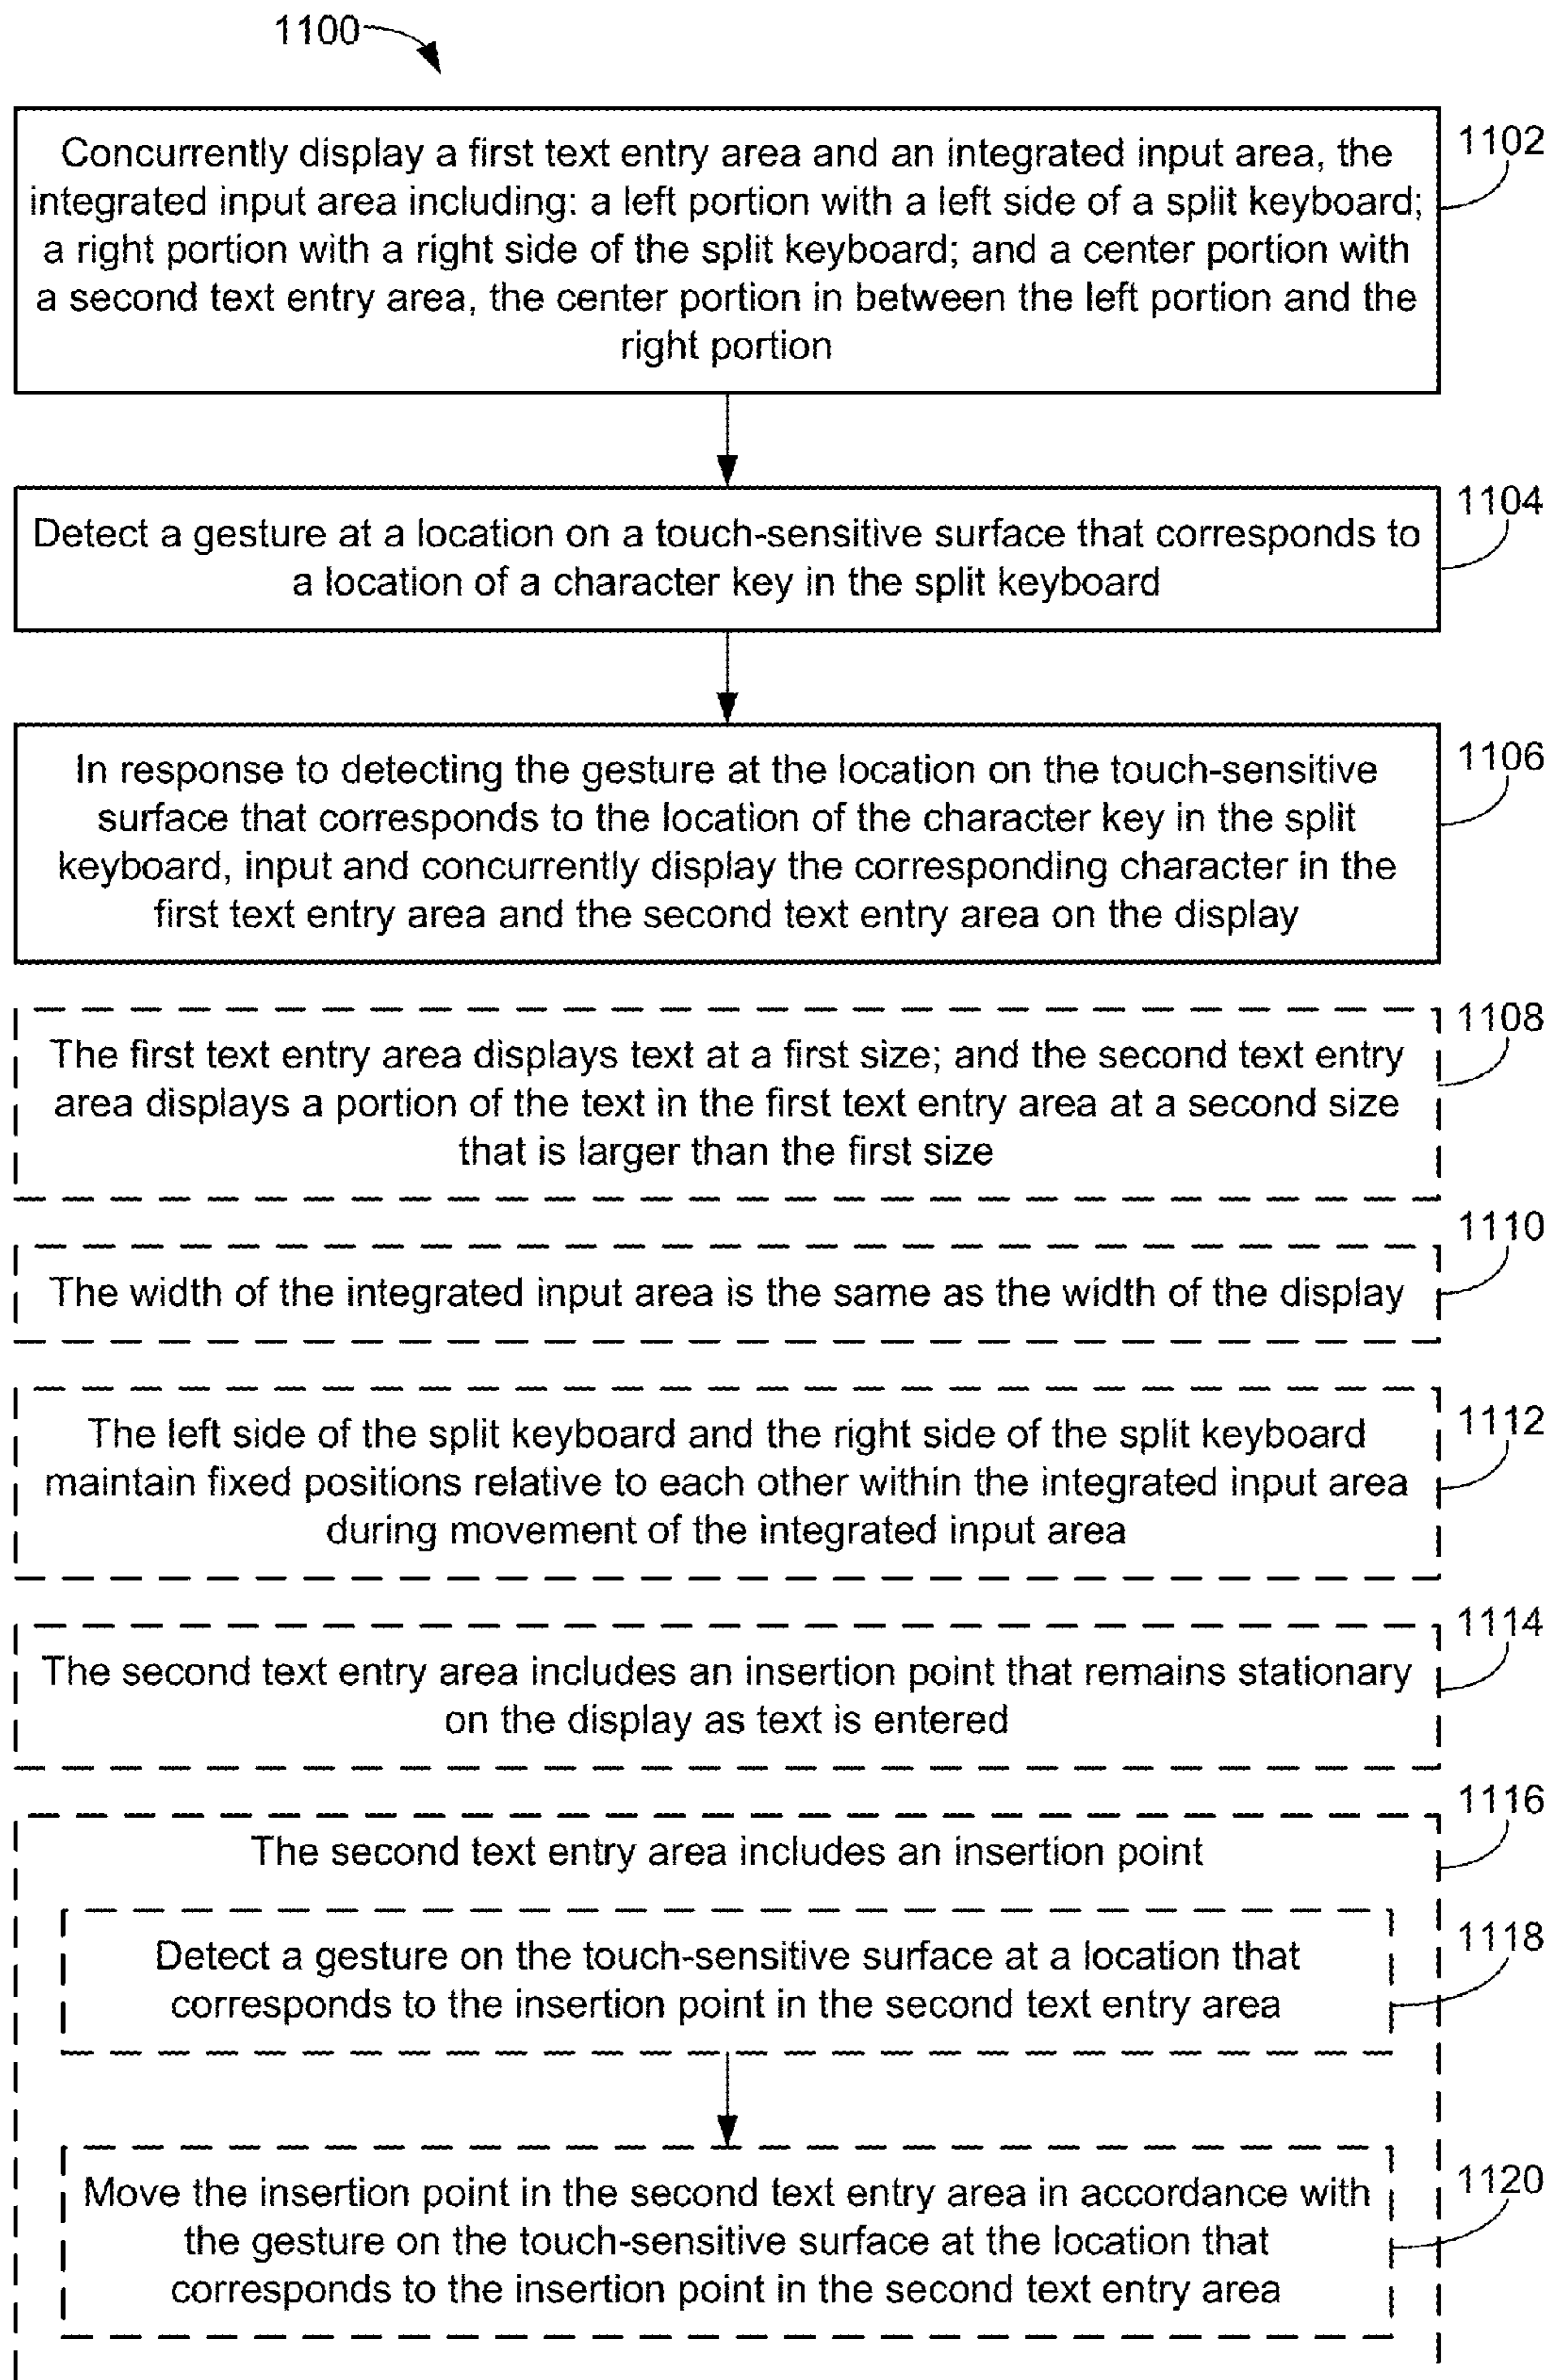 1100
1102
Concurrently display a first text entry area and an integrated input area, the
integrated input area including: a left portion with a left side of a split keyboard;
a right portion with a right side of the split keyboard; and a center portion with
a second text entry area, the center portion in between the left portion and the
right portion
1104
Detect a gesture at a location on a touch-sensitive surface that corresponds to
a location of a character key in the split keyboard
1106
In response to detecting the gesture at the location on the touch-sensitive
surface that corresponds to the location of the character key in the split
keyboard, input and concurrently display the corresponding character in the
first text entry area and the second text entry area on the display
1108
The first text entry area displays text at a first size; and the second text entry
area displays a portion of the text in the first text entry area at a second size
that is larger than the first size
1110
The width of the integrated input area is the same as the width of the display
1112
The left side of the split keyboard and the right side of the split keyboard
maintain fixed positions relative to each other within the integrated input area
during movement of the integrated input area
1114
The second text entry area includes an insertion point that remains stationary
on the display as text is entered
1116
The second text entry area includes an insertion point
1118
Detect a gesture on the touch-sensitive surface at a location that
corresponds to the insertion point in the second text entry area
1120
Move the insertion point in the second text entry area in accordance with
the gesture on the touch-sensitive surface at the location that
corresponds to the insertion point in the second text entry area